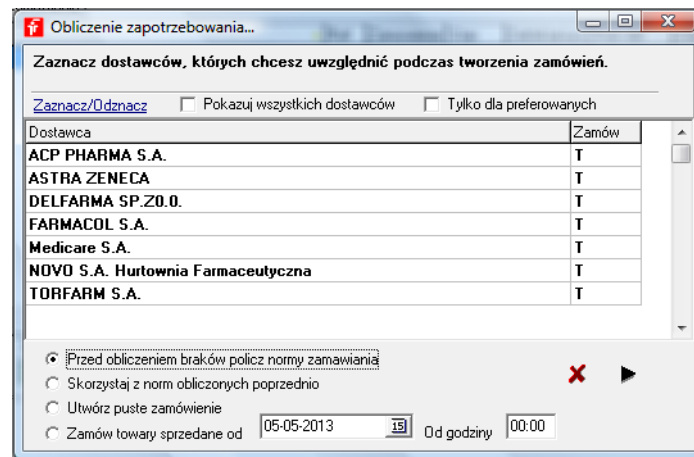 Obliczenie zapotrzebowania...
Zaznacz dostawców, których chcesz uwzględnić podczas tworzenia zamówień.
Zaznacz/Odznacz Pokazuj wszystkich dostawców Tylko dla preferowanych
Dostawca Zamów
ACP PHARMA S.A. T
ASTRA ZENECA T
DELFARMA SP.ZO.O. T
FARMACOL S.A. T
Medicare S.A. T
NOVO S.A. Hurtownia Farmaceutyczna T
TORFARM S.A. T
Przed obliczeniem braków policz normy zamawiania
Skorzystaj z norm obliczonych poprzednio
Utwórz puste zamówienie
Zamów towary sprzedane od 05-05-2013 15 Od godziny 00:00